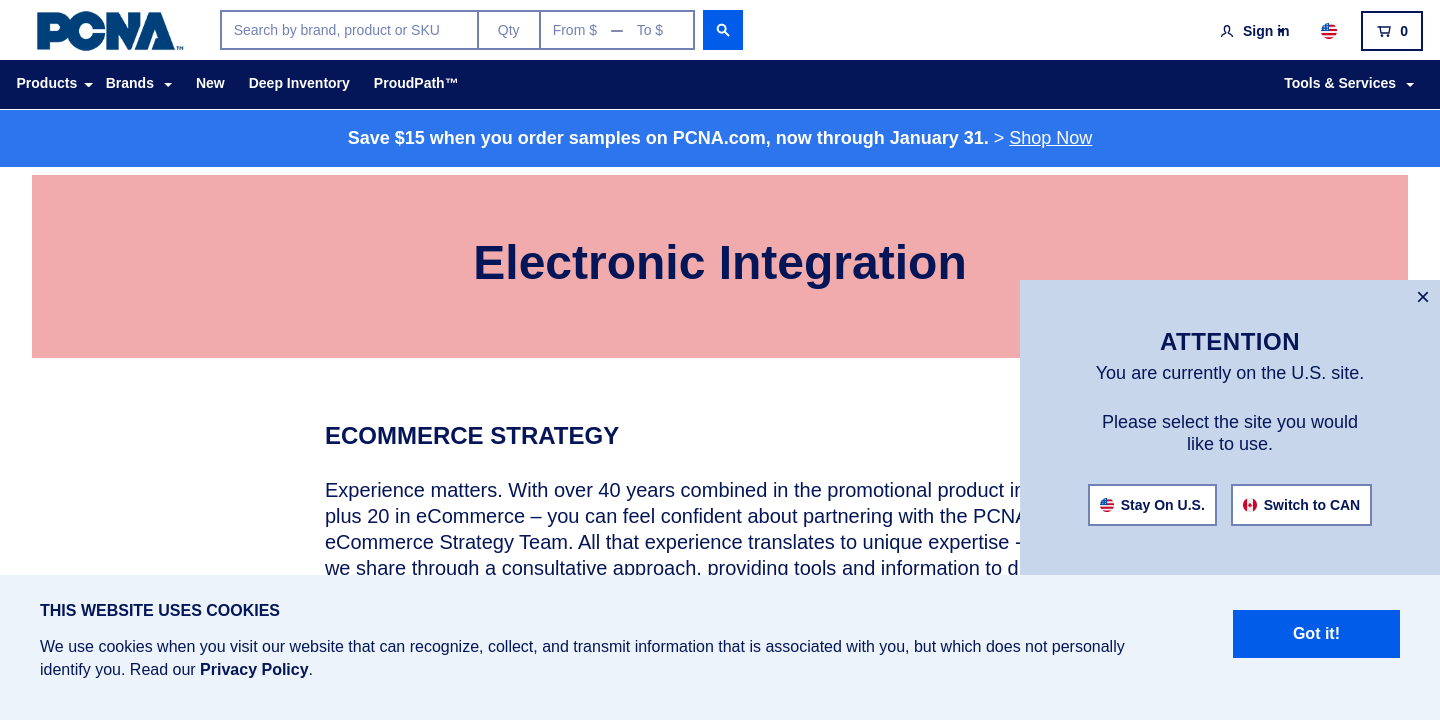 PCNA™
Search by brand, product or SKU
Qty
From $ — To $
Sign in
0
Products
Brands
New
Deep Inventory
ProudPath™
Tools & Services
Save $15 when you order samples on PCNA.com, now through January 31. > Shop Now
Electronic Integration
×
ATTENTION
You are currently on the U.S. site.
Please select the site you would
like to use.
Stay On U.S.
Switch to CAN
ECOMMERCE STRATEGY
Experience matters. With over 40 years combined in the promotional product
plus 20 in eCommerce – you can feel confident about partnering with the PCNA
eCommerce Strategy Team. All that experience translates to unique expertise
we share through a consultative approach, providing tools and information to
THIS WEBSITE USES COOKIES
We use cookies when you visit our website that can recognize, collect, and transmit information that is associated with you, but which does not personally
identify you. Read our Privacy Policy.
Got it!